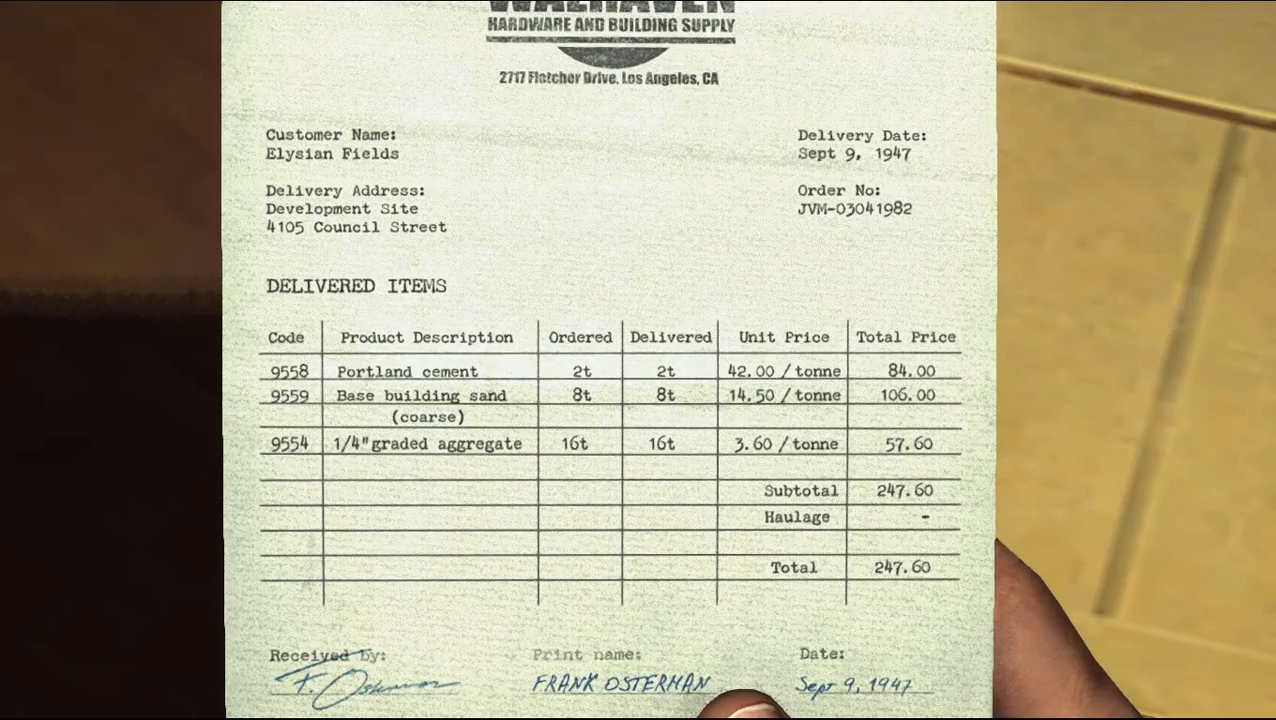 WALHAVEN
HARDWARE AND BUILDING SUPPLY
2717 Fletcher Drive, Los Angeles, CA
Customer Name:
Elysian Fields
Delivery Date:
Sept 9, 1947
Delivery Address:
Development Site
4105 Council Street
Order No:
JVM-03041982
DELIVERED ITEMS
Code Product Description Ordered Delivered Unit Price Total Price
9558 Portland cement 2t 2t 42.00 / tonne 84.00
9559 Base building sand 8t 8t 14.50 / tonne 106.00
(coarse)
9554 1/4" graded aggregate 16t 16t 3.60 / tonne 57.60
Subtotal 247.60
Haulage -
Total 247.60
Received by: Print name: Date:
F. Osterman FRANK OSTERMAN Sept 9, 1947